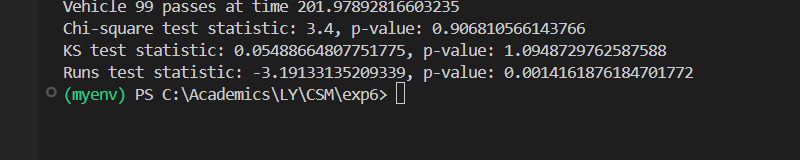 Vehicle 99 passes at time 201.97892816603235
Chi-square test statistic: 3.4, p-value: 0.906810566143766
KS test statistic: 0.05488664807751775, p-value: 1.0948729762587588
Runs test statistic: -3.19133135209339, p-value: 0.0014161876184701772
(myenv) PS C:\Academics\LY\CSM\exp6>